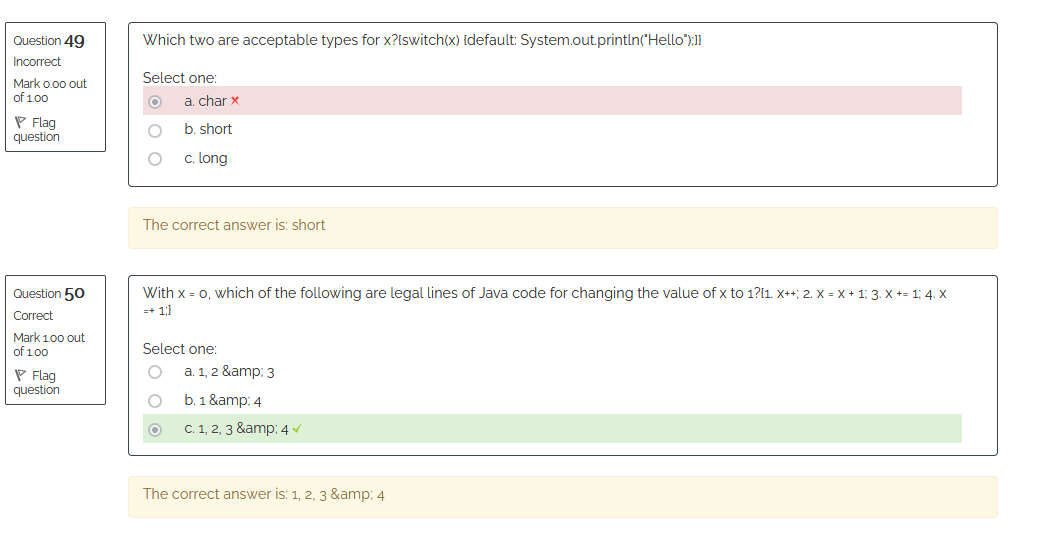 Question 49
Incorrect
Mark 0.00 out
of 1.00
Flag
question
Which two are acceptable types for x?{switch(x) {default: System.out.println("Hello");}}
Select one:
a. char
b. short
c. long
The correct answer is: short
Question 50
Correct
Mark 1.00 out
of 1.00
Flag
question
With x = 0, which of the following are legal lines of Java code for changing the value of x to 1?{1. x++; 2. x = x + 1; 3. x += 1; 4. x
=+ 1;}
Select one:
a. 1, 2 &amp; 3
b. 1 &amp; 4
c. 1, 2, 3 &amp; 4
The correct answer is: 1, 2, 3 &amp; 4